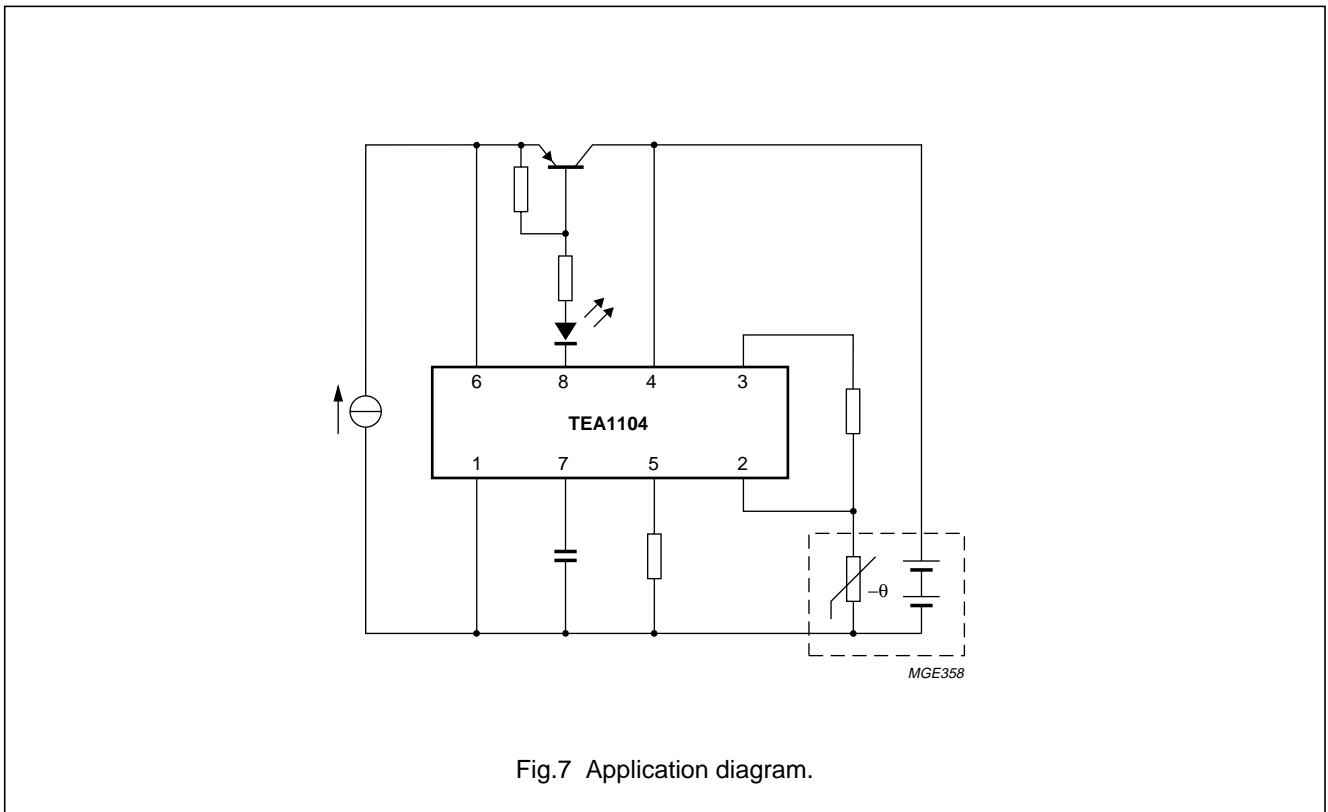 6 8 4 3
TEA1104
1 7 5 2
–θ
MGE358
Fig.7 Application diagram.